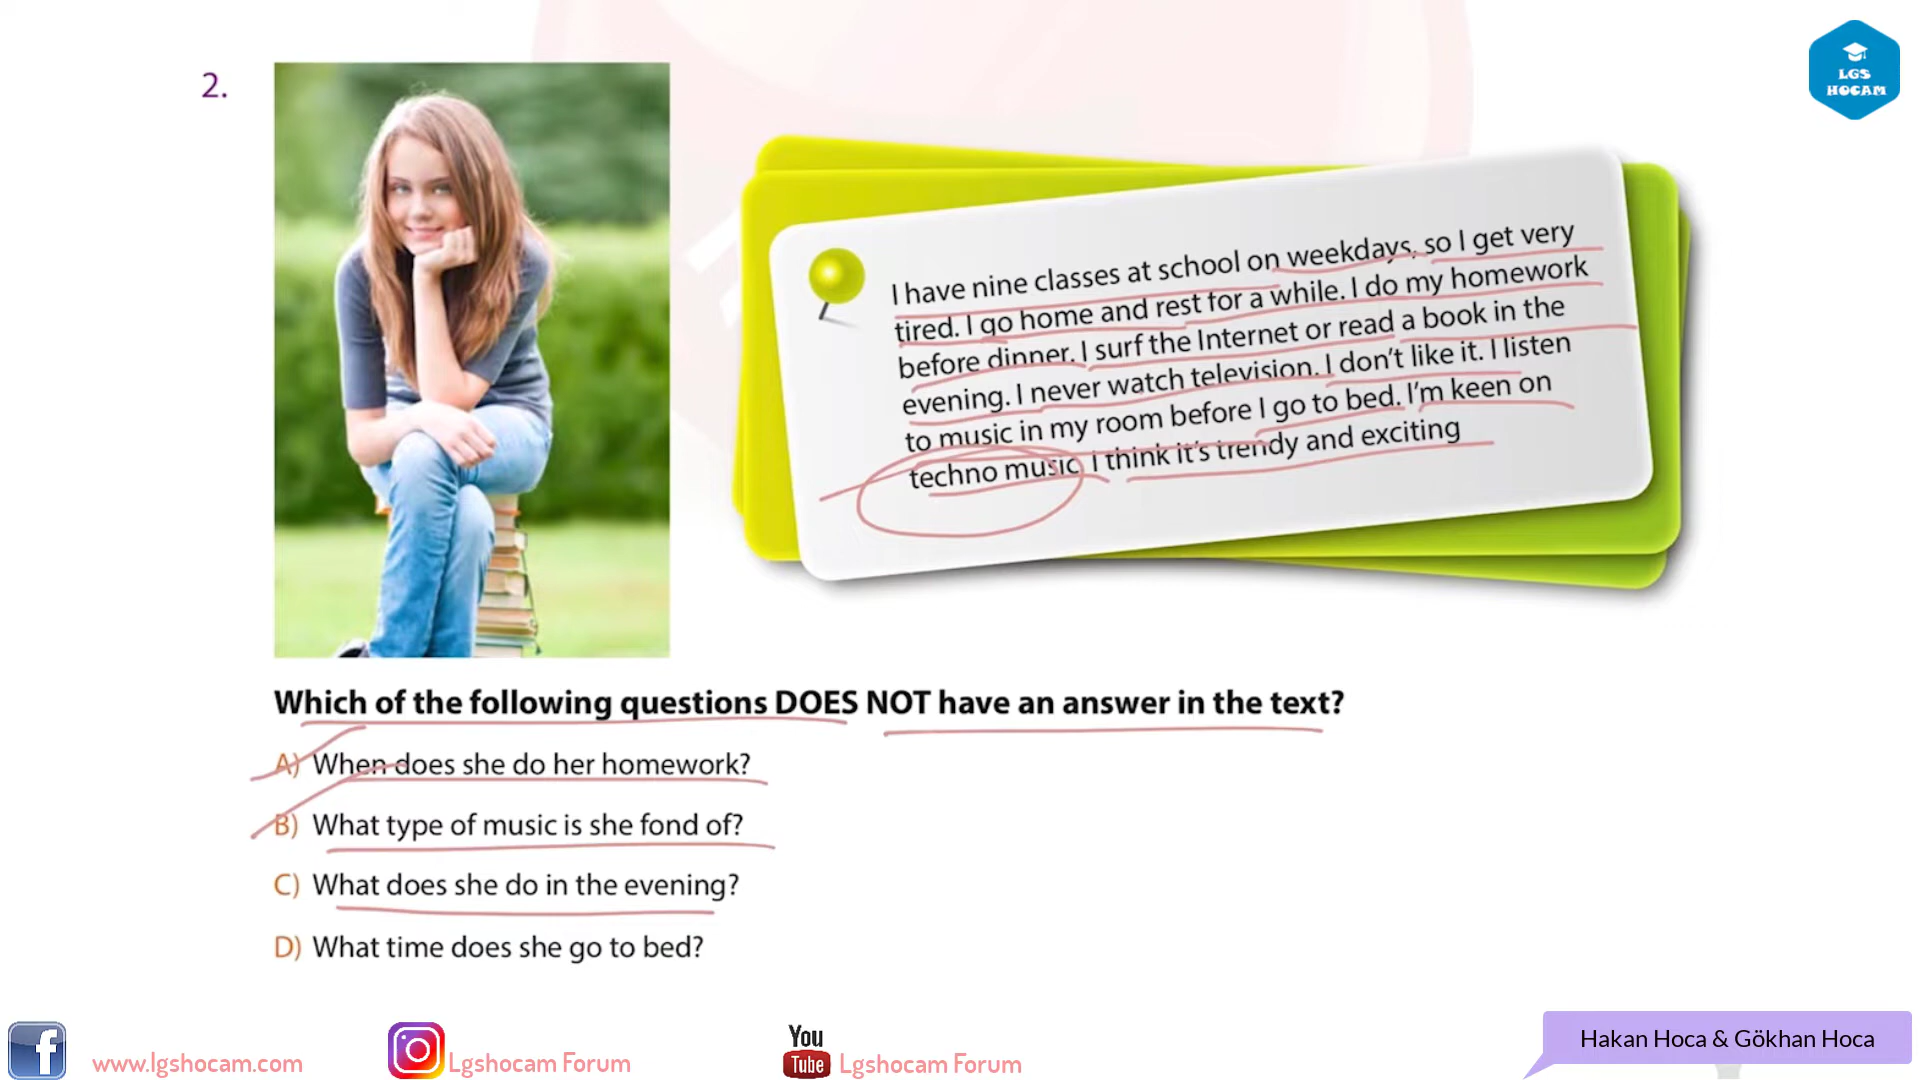 2.
LGS
HOCAM
I have nine classes at school on weekdays, so I get very
tired. I go home and rest for a while. I do my homework
before dinner. I surf the Internet or read a book in the
evening. I never watch television. I don't like it. I listen
to music in my room before I go to bed. I'm keen on
techno music. I think it's trendy and exciting
Which of the following questions DOES NOT have an answer in the text?
A) When does she do her homework?
B) What type of music is she fond of?
C) What does she do in the evening?
D) What time does she go to bed?
f www.lgshocam.com
Lgshocam Forum
You
Tube Lgshocam Forum
Hakan Hoca & Gökhan Hoca